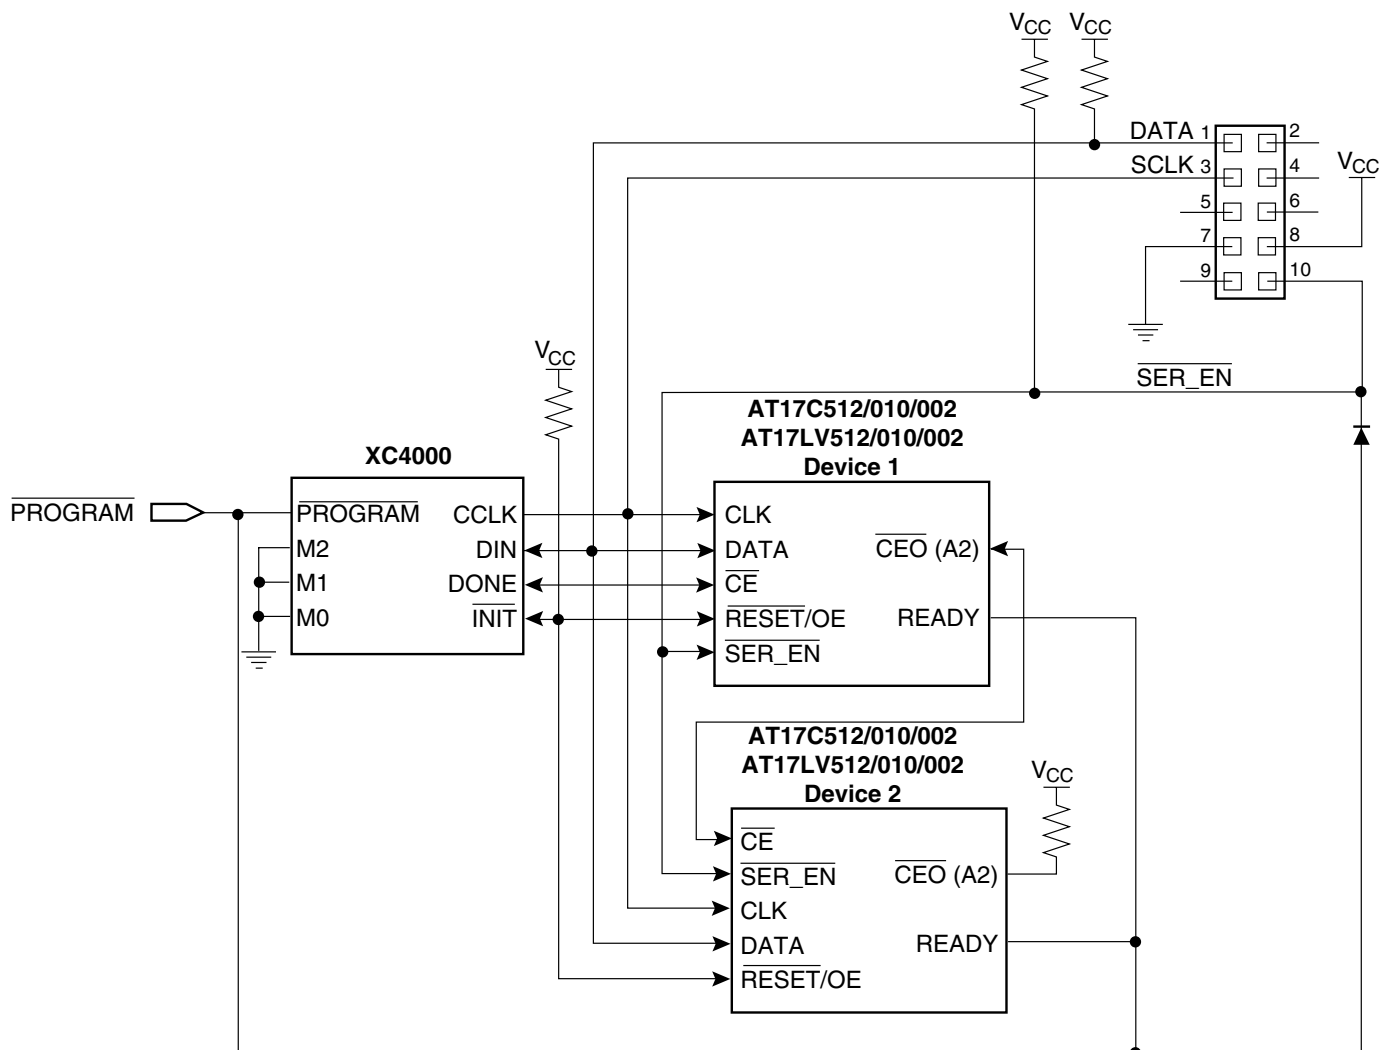 VCC VCC
DATA 1 2
SCLK 3 4 VCC
5 6
7 8
9 10
VCC
SER_EN
AT17C512/010/002
AT17LV512/010/002
Device 1
XC4000
PROGRAM
PROGRAM CCLK
M2 DIN
M1 DONE
M0 INIT
CLK
DATA CEO (A2)
CE
RESET/OE READY
SER_EN
AT17C512/010/002
AT17LV512/010/002
Device 2
VCC
CE
SER_EN CEO (A2)
CLK
DATA READY
RESET/OE